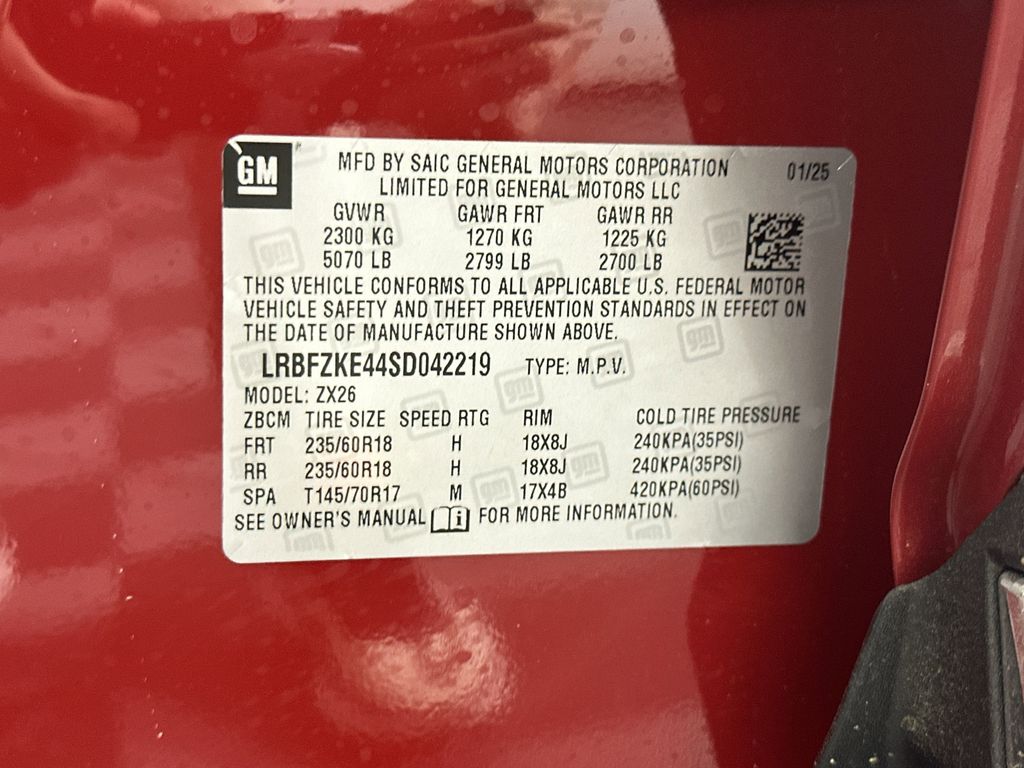 GM
MFD BY SAIC GENERAL MOTORS CORPORATION 01/25
LIMITED FOR GENERAL MOTORS LLC
GVWR GAWR FRT GAWR RR
2300 KG 1270 KG 1225 KG
5070 LB 2799 LB 2700 LB
THIS VEHICLE CONFORMS TO ALL APPLICABLE U.S. FEDERAL MOTOR
VEHICLE SAFETY AND THEFT PREVENTION STANDARDS IN EFFECT ON
THE DATE OF MANUFACTURE SHOWN ABOVE.
LRBFZKE44SD042219 TYPE: M.P.V.
MODEL: ZX26
ZBCM TIRE SIZE SPEED RTG RIM COLD TIRE PRESSURE
FRT 235/60R18 H 18X8J 240KPA(35PSI)
RR 235/60R18 H 18X8J 240KPA(35PSI)
SPA T145/70R17 M 17X4B 420KPA(60PSI)
SEE OWNER'S MANUAL i FOR MORE INFORMATION.